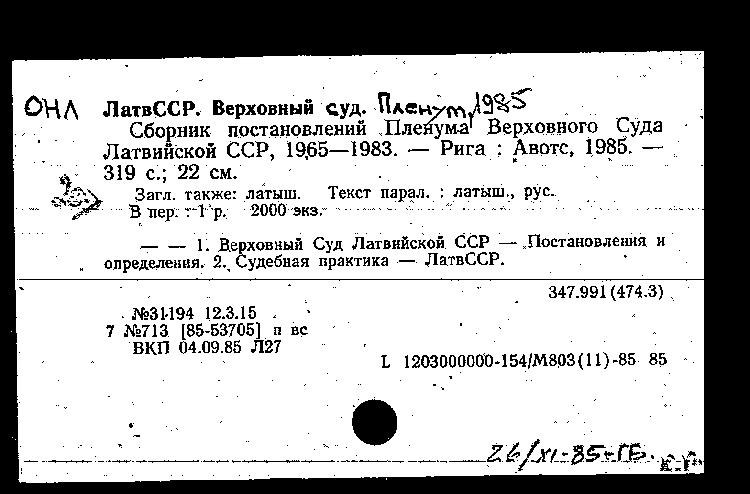 ОНЛ ЛатвССР. Верховный суд. Пленум, 1985
Сборник постановлений Пленума Верховного Суда
Латвийской ССР, 1965—1983. — Рига : Авотс, 1985. —
319 с.; 22 см.
Загл. также: латыш. Текст парал. : латыш., рус.
В пер. : 1 р. 2000 экз.
— — 1. Верховный Суд Латвийской ССР — Постановления и
определения. 2. Судебная практика — ЛатвССР.
347.991(474.3)
№31-194 12.3.15
7 №713 [85-53705] п вс
ВКП 04.09.85 Л27
L 1203000000-154/М803(11)-85 85
26/XI-85-ГБ.